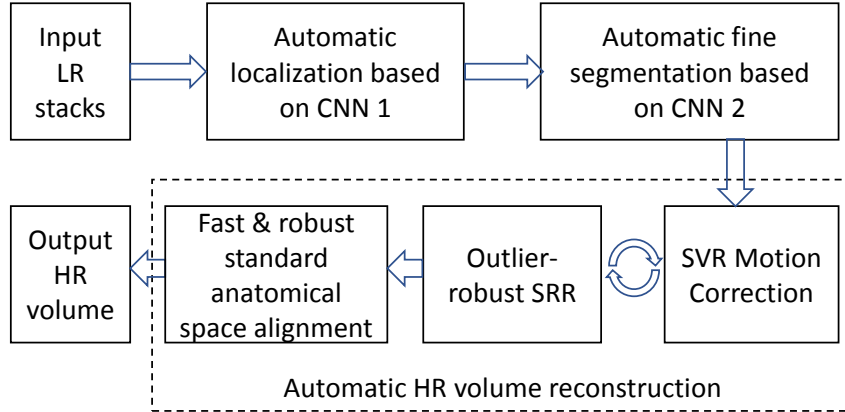 Input
LR
stacks
Automatic
localization based
on CNN 1
Automatic fine
segmentation based
on CNN 2
Output
HR
volume
Fast & robust
standard
anatomical
space alignment
Outlier-
robust SRR
SVR Motion
Correction
Automatic HR volume reconstruction